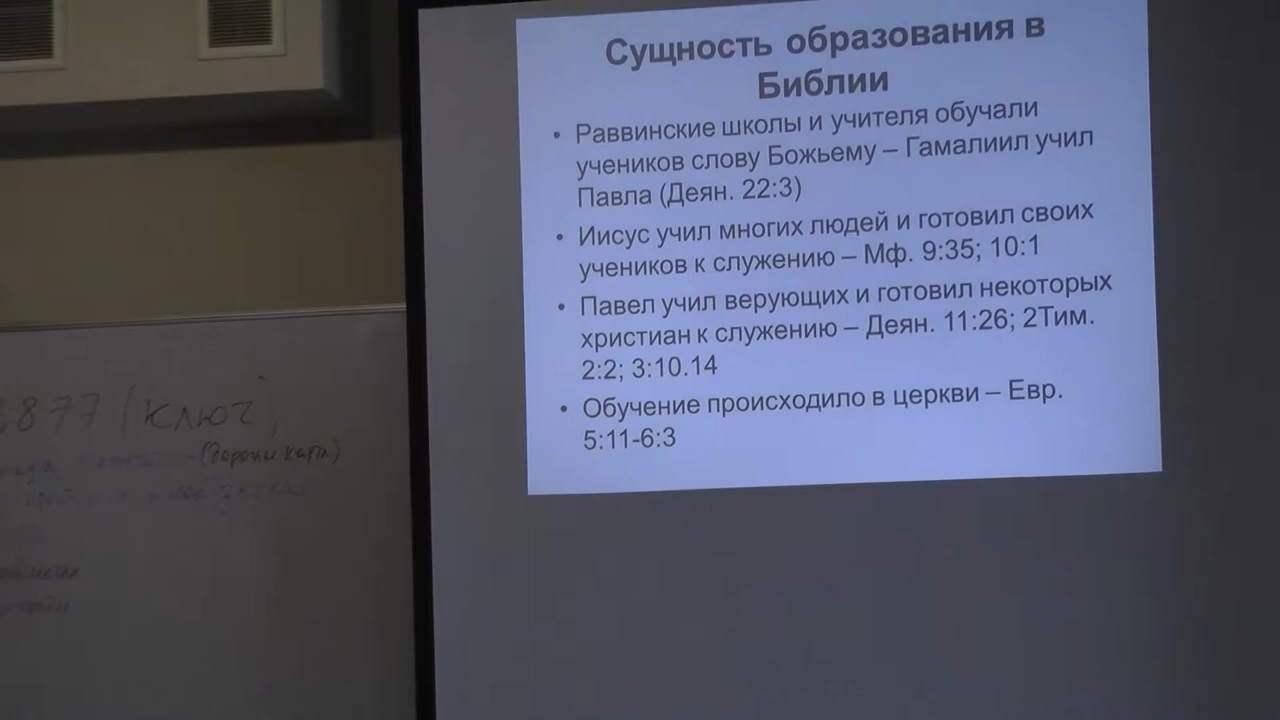 Сущность образования в
Библии
• Раввинские школы и учителя обучали
учеников слову Божьему – Гамалиил учил
Павла (Деян. 22:3)
• Иисус учил многих людей и готовил своих
учеников к служению – Мф. 9:35; 10:1
• Павел учил верующих и готовил некоторых
христиан к служению – Деян. 11:26; 2Тим.
2:2; 3:10.14
• Обучение происходило в церкви – Евр.
5:11-6:3
877 (ключ,